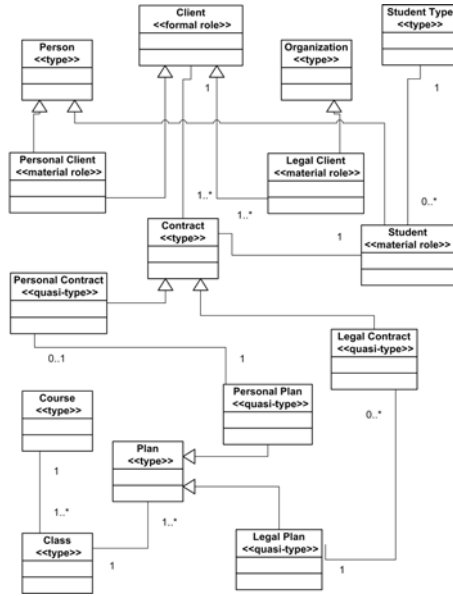 Client
<<formal role>>
Student Type
<<type>>
Person
<<type>>
Organization
<<type>>
1
1
Personal Client
<<material role>>
Legal Client
<<material role>>
1..*
0..*
1..*
Contract
<<type>>
1
Student
<<material role>>
Personal Contract
<<quasi-type>>
Legal Contract
<<quasi-type>>
0..1
1
Personal Plan
<<quasi-type>>
Course
<<type>>
0..*
Plan
<<type>>
1
1..*
1..*
Class
<<type>>
Legal Plan
<<quasi-type>>
1
1